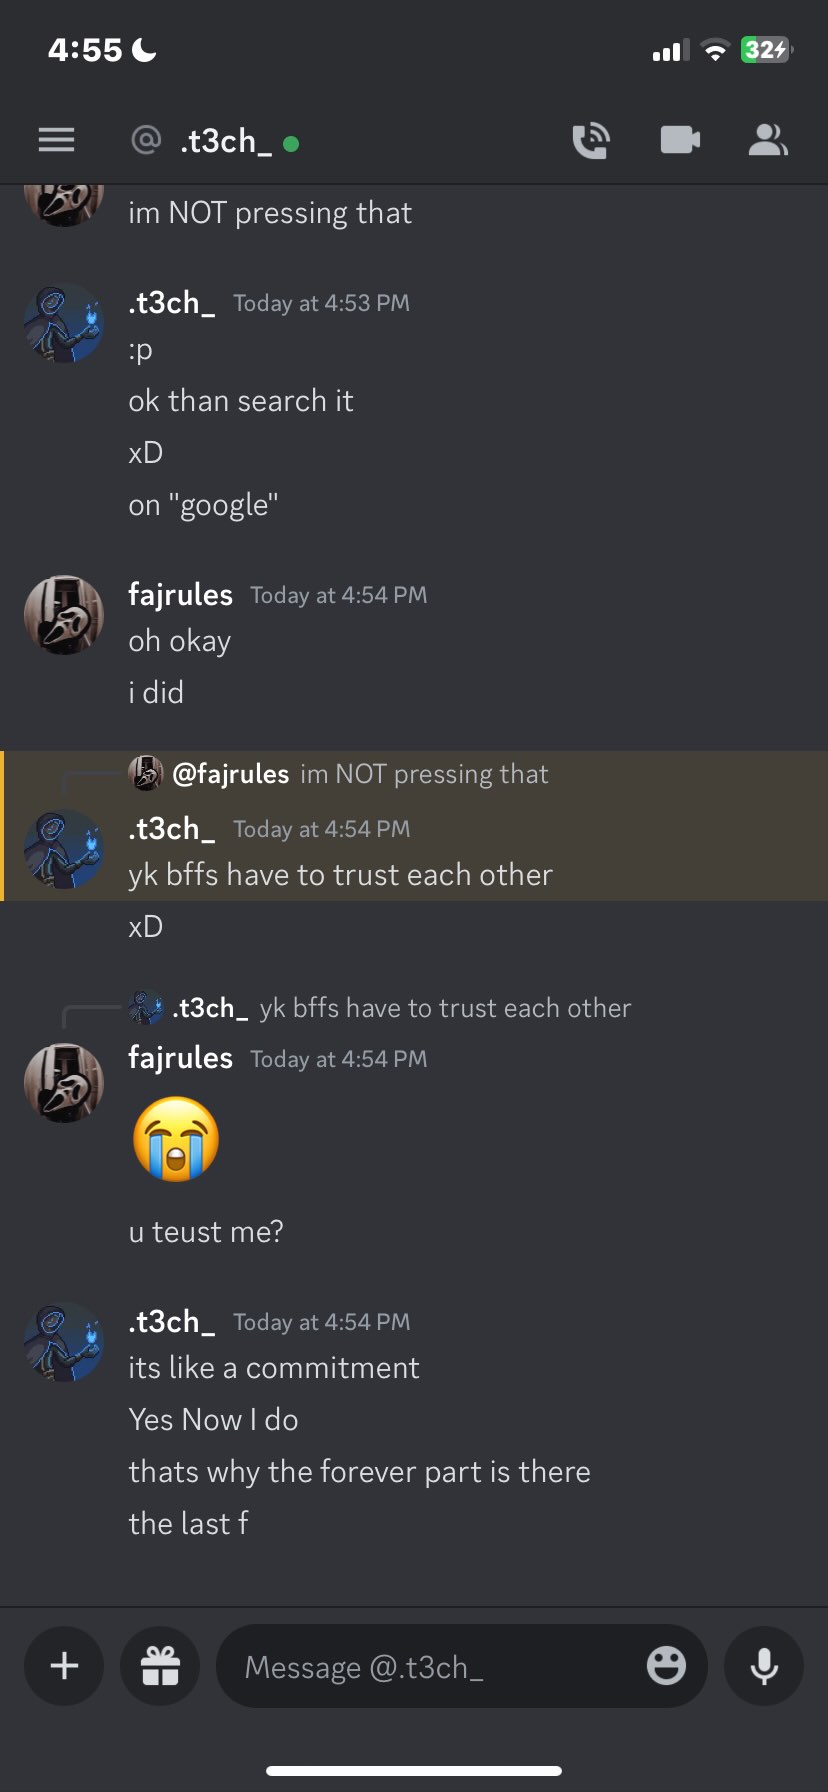 4:55
32
@ .t3ch_
im NOT pressing that
.t3ch_ Today at 4:53 PM
:p
ok than search it
xD
on "google"
fajrules Today at 4:54 PM
oh okay
i did
@fajrules im NOT pressing that
.t3ch_ Today at 4:54 PM
yk bffs have to trust each other
xD
.t3ch_ yk bffs have to trust each other
fajrules Today at 4:54 PM
u teust me?
.t3ch_ Today at 4:54 PM
its like a commitment
Yes Now I do
thats why the forever part is there
the last f
Message @.t3ch_